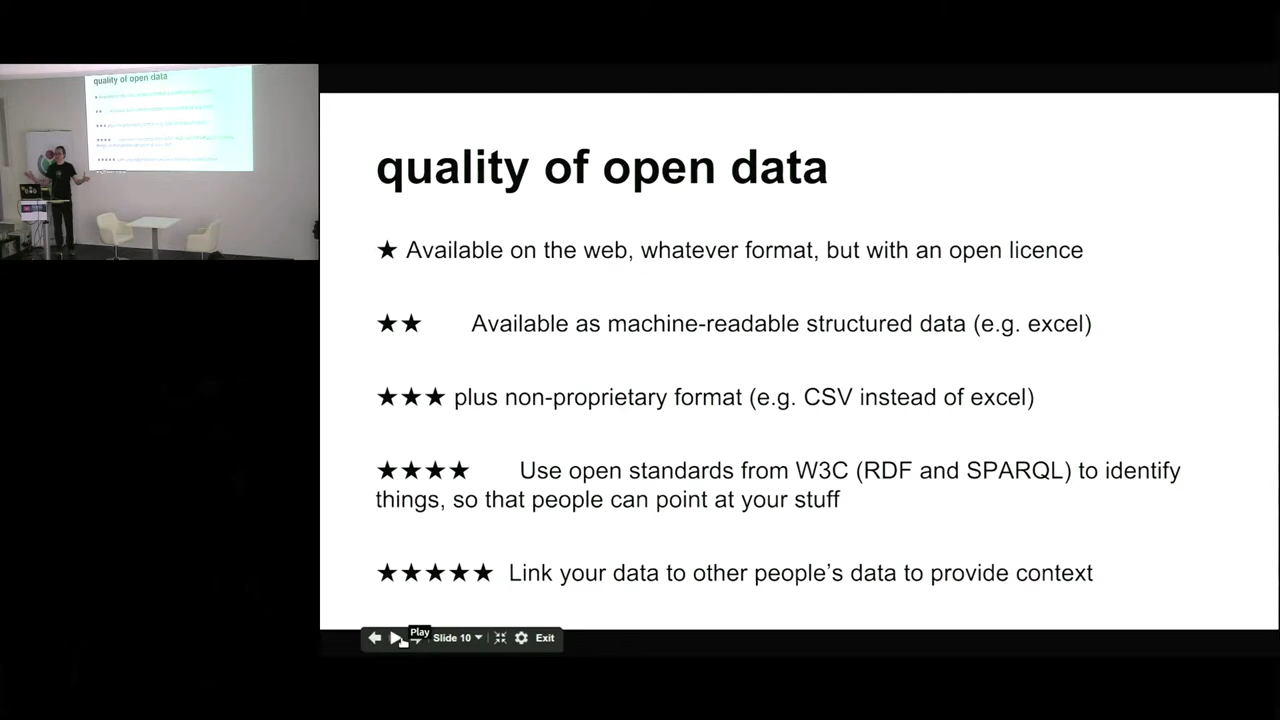 quality of open data
quality of open data
★ Available on the web, whatever format, but with an open licence
★★ Available as machine-readable structured data (e.g. excel)
★★★ plus non-proprietary format (e.g. CSV instead of excel)
★★★★ Use open standards from W3C (RDF and SPARQL) to identify
things, so that people can point at your stuff
★★★★★ Link your data to other people’s data to provide context
Play
Slide 10
Exit